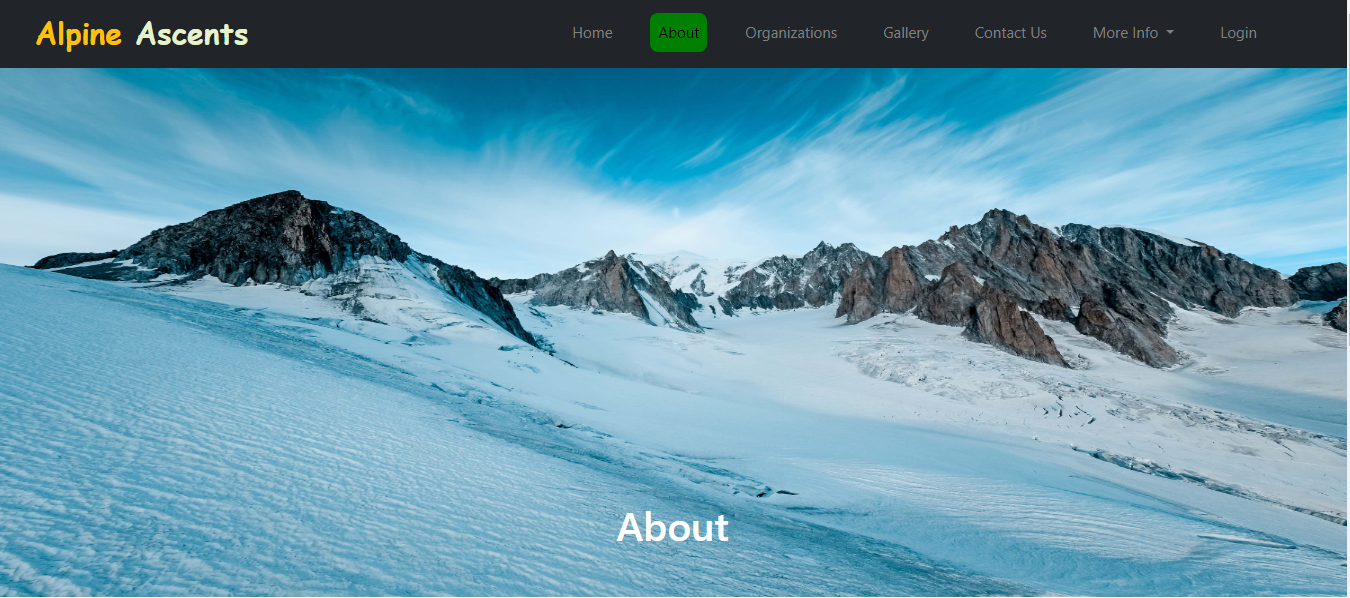 Alpine Ascents
Home About Organizations Gallery Contact Us More Info Login
About